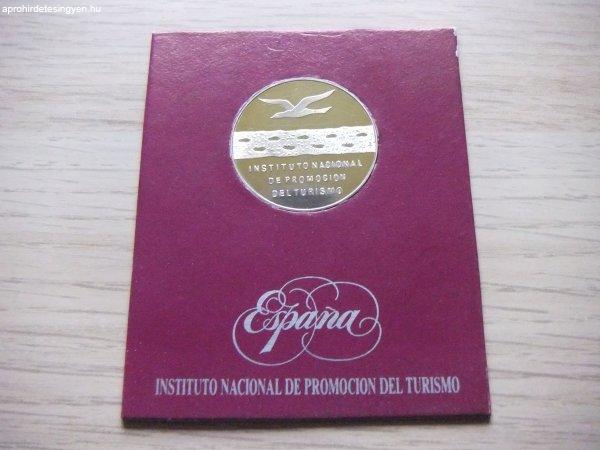 aprohirdetesingyen.hu
INSTITUTO NACIONAL
DE PROMOCION
DEL TURISMO
España
INSTITUTO NACIONAL DE PROMOCION DEL TURISMO